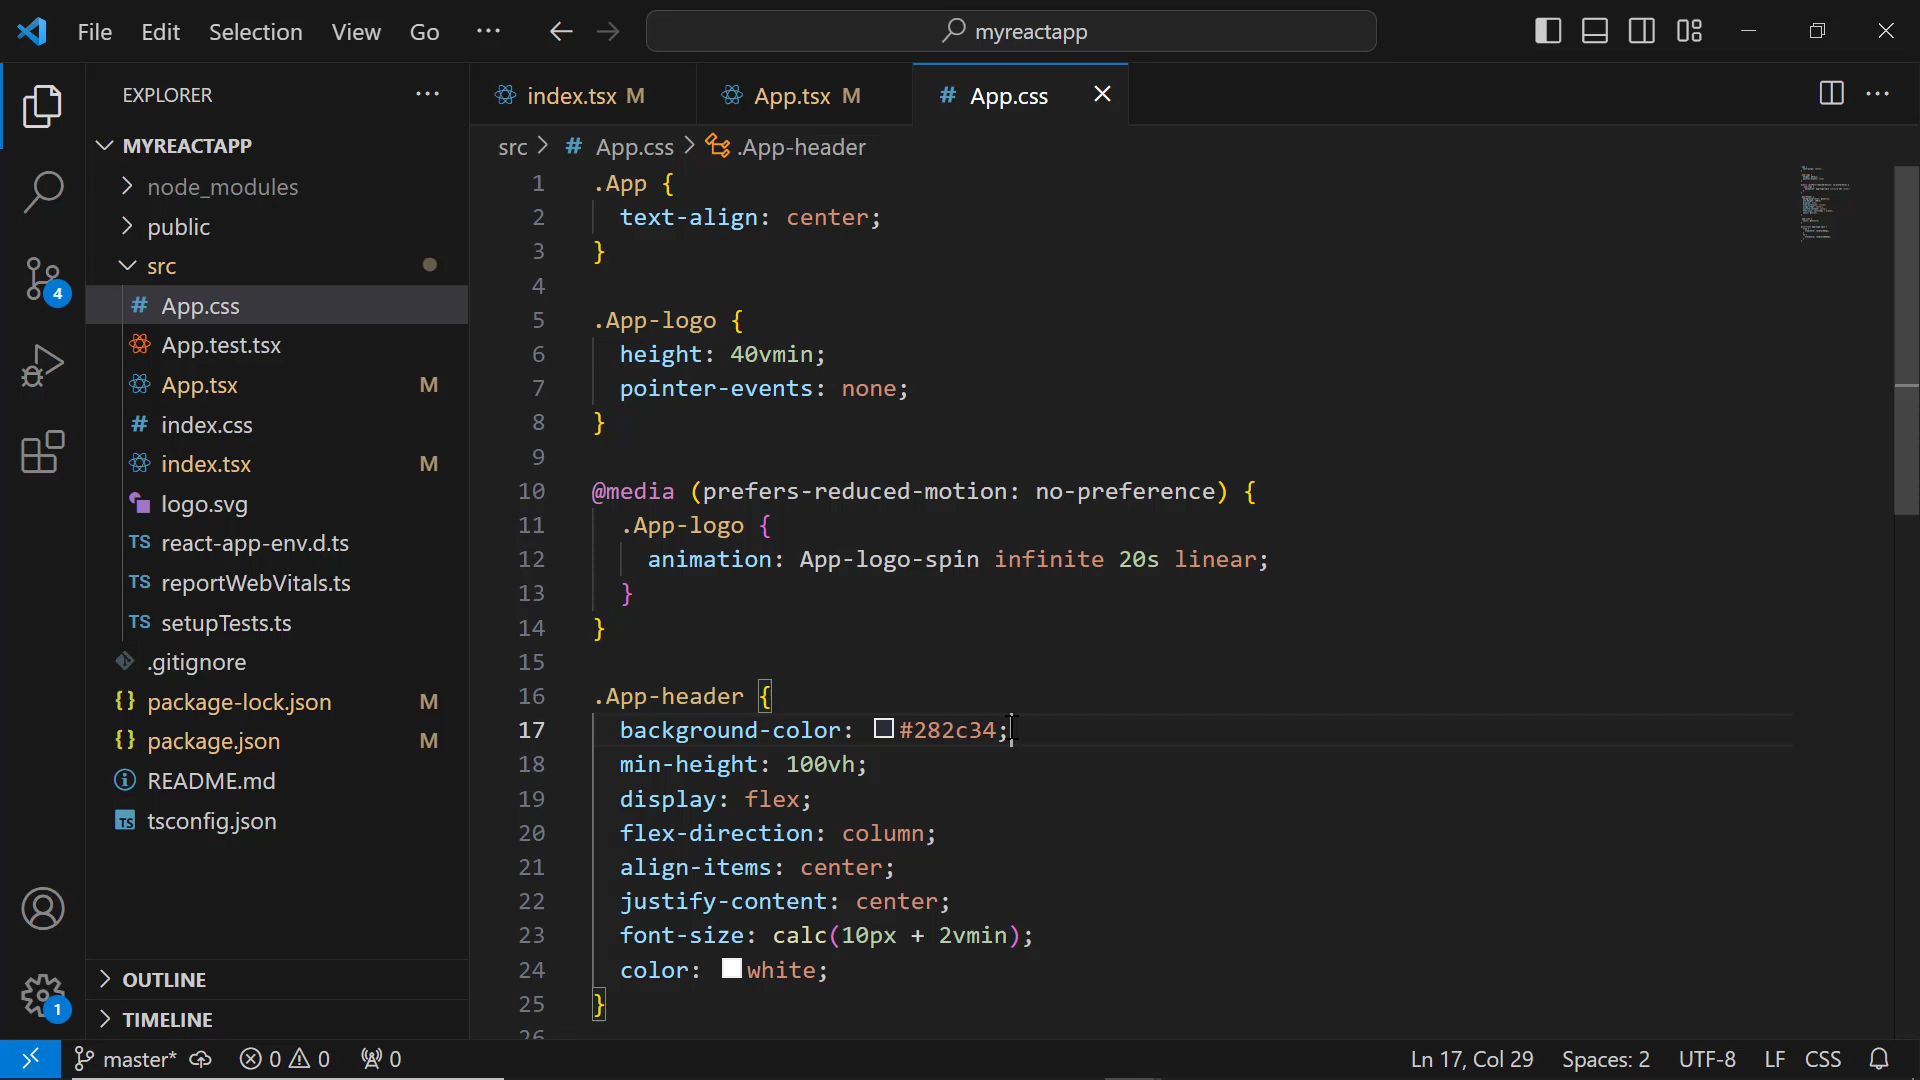 File Edit Selection View Go ··· myreactapp
EXPLORER ···
MYREACTAPP
node_modules
public
src
# App.css
App.test.tsx
App.tsx M
# index.css
index.tsx M
logo.svg
TS react-app-env.d.ts
TS reportWebVitals.ts
TS setupTests.ts
.gitignore
{} package-lock.json M
{} package.json M
README.md
TS tsconfig.json
OUTLINE
TIMELINE
4
1
index.tsx M App.tsx M # App.css
src > # App.css > .App-header
1 .App {
2 text-align: center;
3 }
4
5 .App-logo {
6 height: 40vmin;
7 pointer-events: none;
8 }
9
10 @media (prefers-reduced-motion: no-preference) {
11 .App-logo {
12 animation: App-logo-spin infinite 20s linear;
13 }
14 }
15
16 .App-header {
17 background-color: #282c34;
18 min-height: 100vh;
19 display: flex;
20 flex-direction: column;
21 align-items: center;
22 justify-content: center;
23 font-size: calc(10px + 2vmin);
24 color: white;
25 }
26
master* 0 0 0 Ln 17, Col 29 Spaces: 2 UTF-8 LF CSS